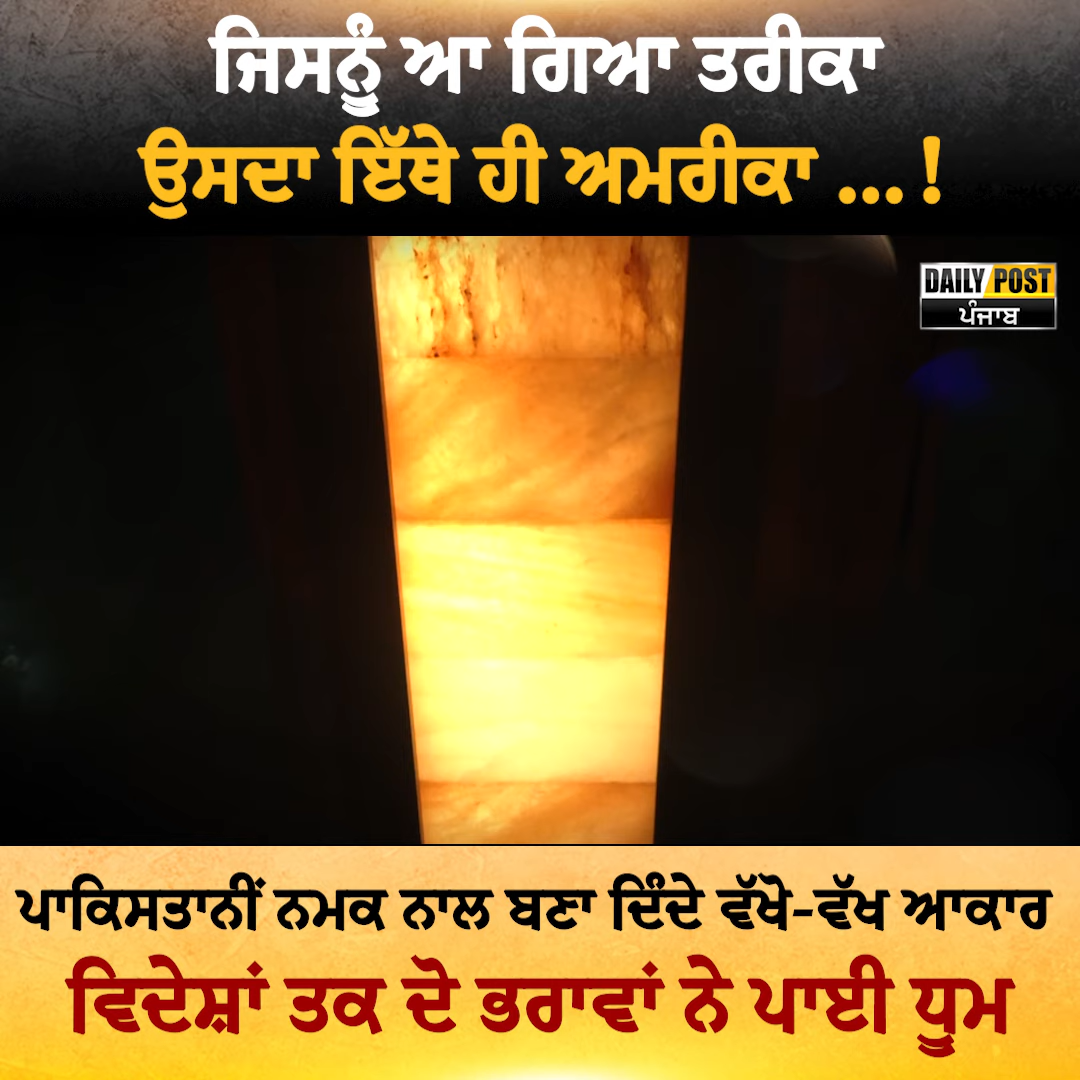 ਜਿਸਨੂੰ ਆ ਗਿਆ ਤਰੀਕਾ
ਉਸਦਾ ਇੱਥੇ ਹੀ ਅਮਰੀਕਾ ...!
DAILY POST
ਪੰਜਾਬ
ਪਾਕਿਸਤਾਨੀਂ ਨਮਕ ਨਾਲ ਬਣਾ ਦਿੰਦੇ ਵੱਖੋ-ਵੱਖ ਆਕਾਰ
ਵਿਦੇਸ਼ਾਂ ਤਕ ਦੋ ਭਰਾਵਾਂ ਨੇ ਪਾਈ ਧੂਮ